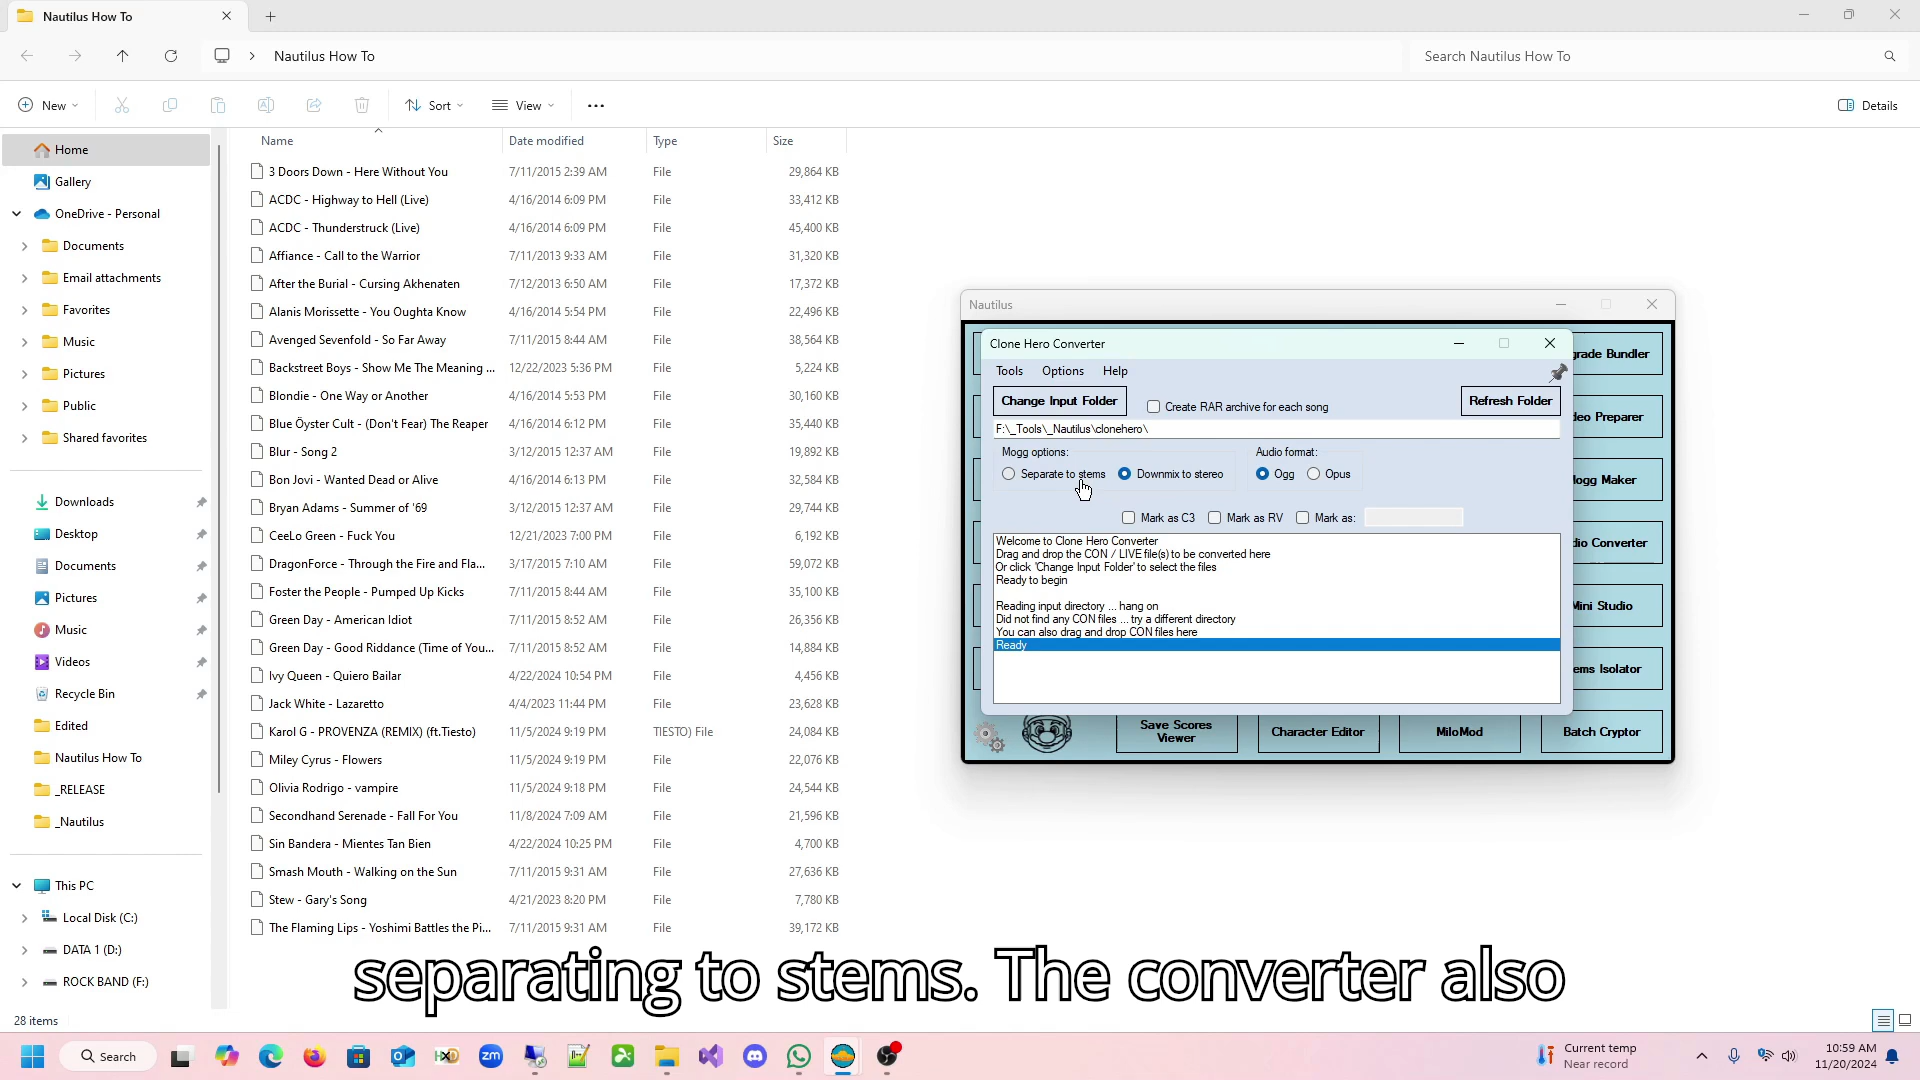 Nautilus How To
Nautilus How To
Search Nautilus How To
New
Sort
View
Details
Home
Gallery
OneDrive - Personal
Documents
Email attachments
Favorites
Music
Pictures
Public
Shared favorites
Downloads
Desktop
Documents
Pictures
Music
Videos
Recycle Bin
Edited
Nautilus How To
_RELEASE
_Nautilus
This PC
Local Disk (C:)
DATA 1 (D:)
ROCK BAND (F:)
28 items
Name Date modified Type Size
3 Doors Down - Here Without You 7/11/2015 2:39 AM File 29,864 KB
ACDC - Highway to Hell (Live) 4/16/2014 6:09 PM File 33,412 KB
ACDC - Thunderstruck (Live) 4/16/2014 6:09 PM File 45,400 KB
Affiance - Call to the Warrior 7/11/2013 9:33 AM File 31,320 KB
After the Burial - Cursing Akhenaten 7/12/2013 6:50 AM File 17,372 KB
Alanis Morissette - You Oughta Know 4/16/2014 5:54 PM File 22,496 KB
Avenged Sevenfold - So Far Away 7/11/2015 8:44 AM File 38,564 KB
Backstreet Boys - Show Me The Meaning ... 12/22/2023 5:36 PM File 5,224 KB
Blondie - One Way or Another 4/16/2014 5:53 PM File 30,160 KB
Blue Öyster Cult - (Don't Fear) The Reaper 4/16/2014 6:12 PM File 35,440 KB
Blur - Song 2 3/12/2015 12:37 AM File 19,892 KB
Bon Jovi - Wanted Dead or Alive 4/16/2014 6:13 PM File 32,584 KB
Bryan Adams - Summer of '69 3/12/2015 12:37 AM File 29,744 KB
CeeLo Green - Fuck You 12/21/2023 7:00 PM File 6,192 KB
DragonForce - Through the Fire and Fla... 3/17/2015 7:10 AM File 59,072 KB
Foster the People - Pumped Up Kicks 7/11/2015 8:44 AM File 35,100 KB
Green Day - American Idiot 7/11/2015 8:52 AM File 26,356 KB
Green Day - Good Riddance (Time of You... 7/11/2015 8:52 AM File 14,884 KB
Ivy Queen - Quiero Bailar 4/22/2024 10:54 PM File 4,456 KB
Jack White - Lazaretto 4/4/2023 11:44 PM File 23,628 KB
Karol G - PROVENZA (REMIX) (ft.Tiesto) 11/5/2024 9:19 PM TIESTO) File 24,084 KB
Miley Cyrus - Flowers 11/5/2024 9:19 PM File 22,076 KB
Olivia Rodrigo - vampire 11/5/2024 9:18 PM File 24,544 KB
Secondhand Serenade - Fall For You 11/8/2024 7:09 AM File 21,596 KB
Sin Bandera - Mientes Tan Bien 4/22/2024 10:25 PM File 4,700 KB
Smash Mouth - Walking on the Sun 7/11/2015 9:31 AM File 27,636 KB
Stew - Gary's Song 4/21/2023 8:20 PM File 7,780 KB
The Flaming Lips - Yoshimi Battles the Pi... 7/11/2015 9:31 AM File 39,172 KB
Nautilus
Clone Hero Converter
Tools Options Help
Change Input Folder
Create RAR archive for each song
Refresh Folder
F:\_Tools\_Nautilus\clonehero\
Mogg options: Audio format:
Separate to stems Downmix to stereo Ogg Opus
Mark as C3 Mark as RV Mark as:
Welcome to Clone Hero Converter
Drag and drop the CON / LIVE file(s) to be converted here
Or click 'Change Input Folder' to select the files
Ready to begin
Reading input directory ... hang on
Did not find any CON files ... try a different directory
You can also drag and drop CON files here
Ready
grade Bundler
deo Preparer
Mogg Maker
dio Converter
Mini Studio
ems Isolator
Save Scores
Viewer
Character Editor
MiloMod
Batch Cryptor
separating to stems. The converter also
Search
HxD
zm
Current temp
Near record
10:59 AM
11/20/2024